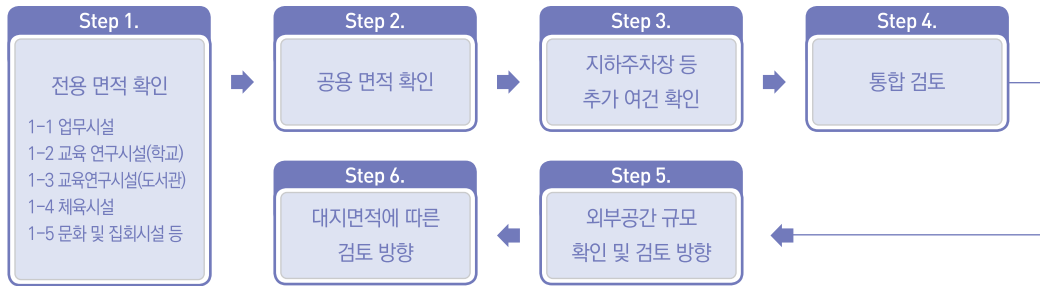 Step 1.
전용 면적 확인
1-1 업무시설
1-2 교육 연구시설(학교)
1-3 교육연구시설(도서관)
1-4 체육시설
1-5 문화 및 집회시설 등
Step 2.
공용 면적 확인
Step 3.
지하주차장 등
추가 여건 확인
Step 4.
통합 검토
Step 5.
외부공간 규모
확인 및 검토 방향
Step 6.
대지면적에 따른
검토 방향